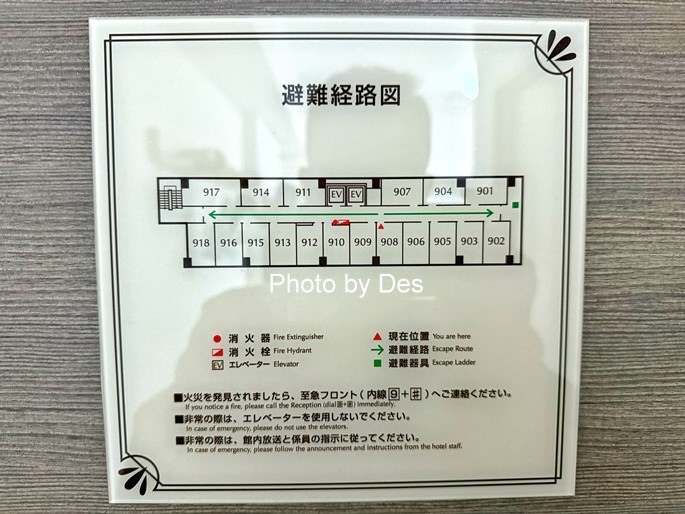 避難経路図
917 914 911 EV EV 907 904 901
918 916 915 913 912 910 909 908 906 905 903 902
Photo by Des
消火器 Fire Extinguisher
現在位置 You are here
消火栓 Fire Hydrant
避難経路 Escape Route
EV エレベーター Elevator
避難器具 Escape Ladder
■火災を発見されましたら、至急フロント(内線9+#)へご連絡ください。
If you notice a fire, please call the Reception (dial 9+#) immediately.
■非常の際は、エレベーターを使用しないでください。
In case of emergency, please do not use the elevators.
■非常の際は、館内放送と係員の指示に従ってください。
In case of emergency, please follow the announcement and instructions from the hotel staff.